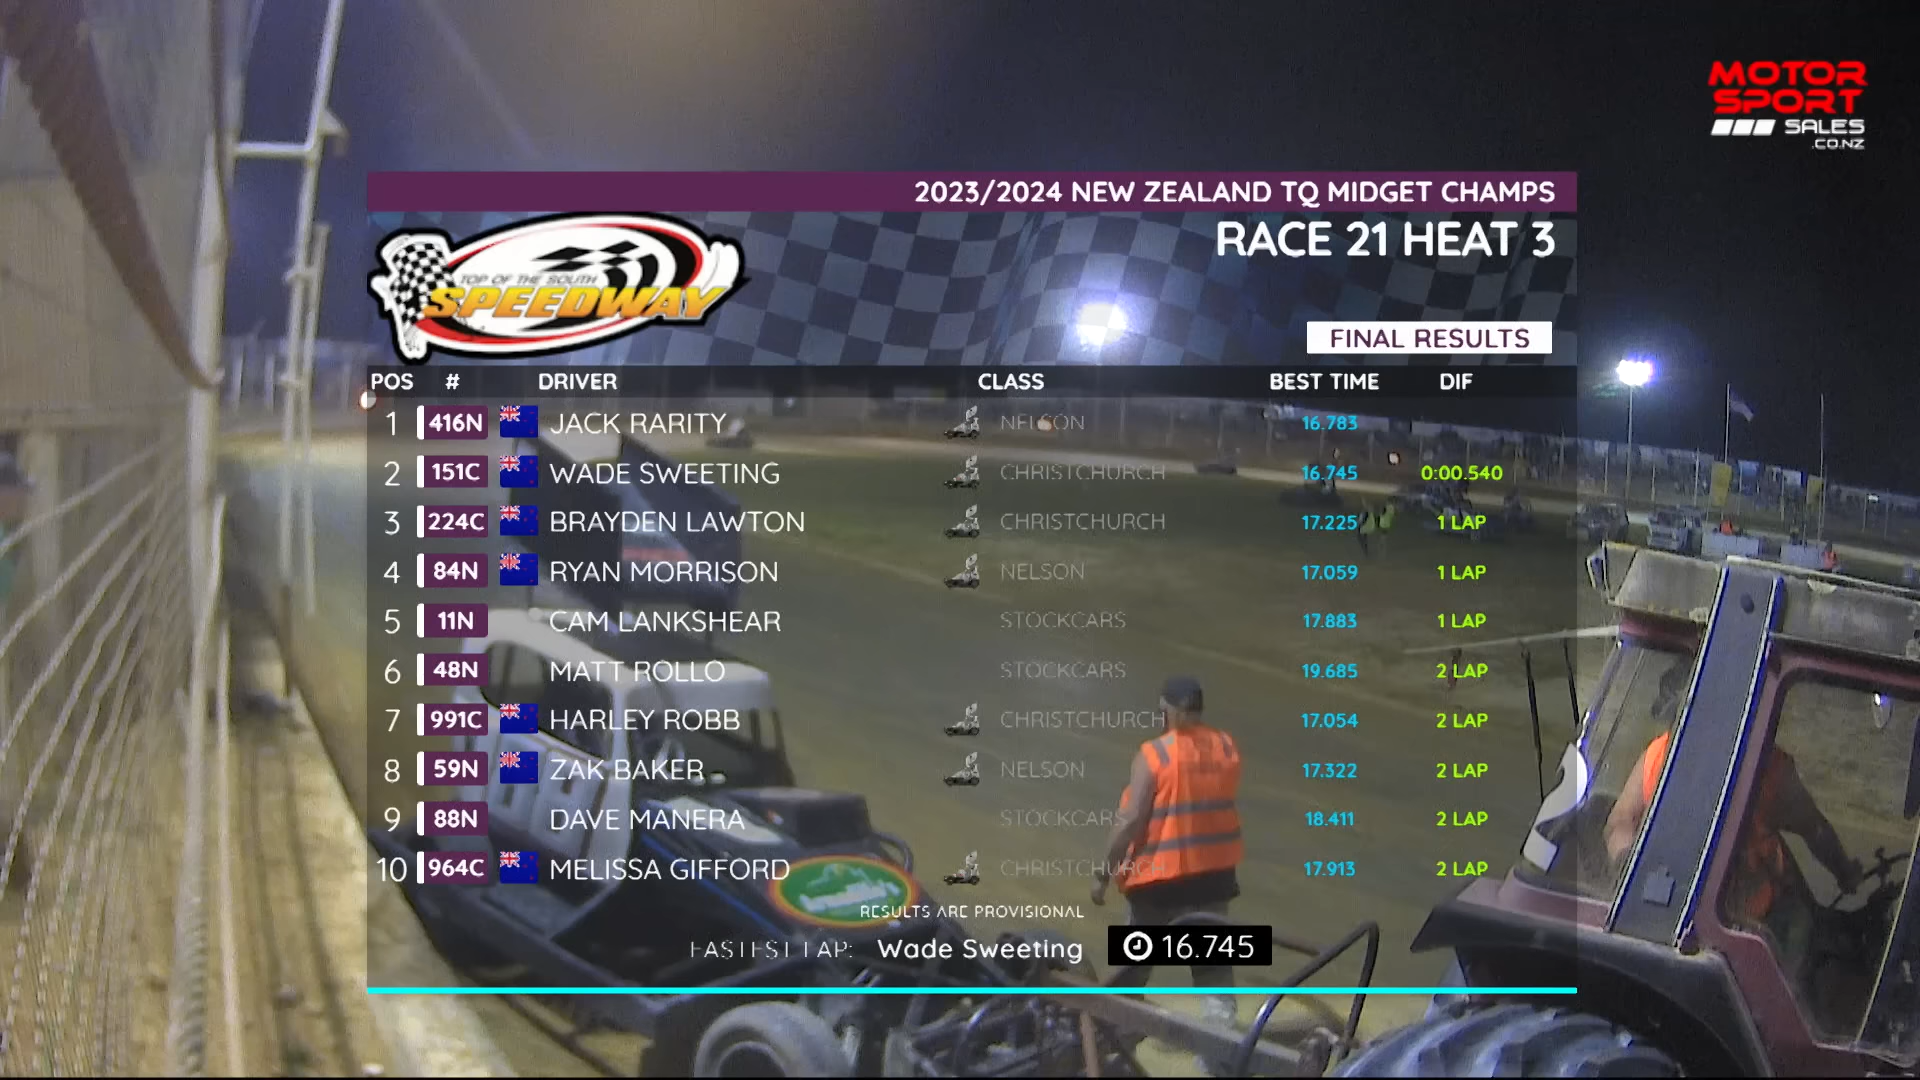 MOTOR
SPORT
SALES
.CO.NZ
2023/2024 NEW ZEALAND TQ MIDGET CHAMPS
RACE 21 HEAT 3
TOP OF THE SOUTH
SPEEDWAY
FINAL RESULTS
POS # DRIVER CLASS BEST TIME DIF
1 416N JACK RARITY NELSON 16.783
2 151C WADE SWEETING CHRISTCHURCH 16.745 0:00.540
3 224C BRAYDEN LAWTON CHRISTCHURCH 17.225 1 LAP
4 84N RYAN MORRISON NELSON 17.059 1 LAP
5 11N CAM LANKSHEAR STOCKCARS 17.883 1 LAP
6 48N MATT ROLLO STOCKCARS 19.685 2 LAP
7 991C HARLEY ROBB CHRISTCHURCH 17.054 2 LAP
8 59N ZAK BAKER NELSON 17.322 2 LAP
9 88N DAVE MANERA STOCKCARS 18.411 2 LAP
10 964C MELISSA GIFFORD CHRISTCHURCH 17.913 2 LAP
RESULTS ARE PROVISIONAL
FASTEST LAP: Wade Sweeting 16.745